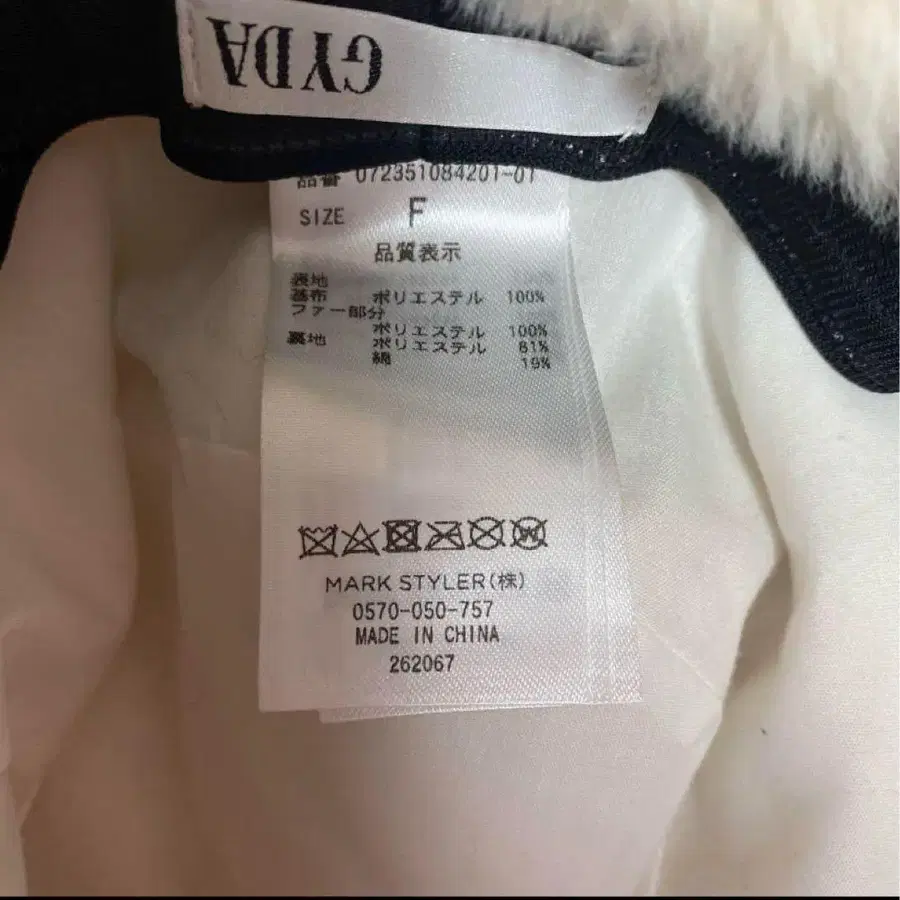 GYDA
品番 072351084201-01
SIZE F
品質表示
表地
基布 ポリエステル 100%
ファー部分
ポリエステル 100%
裏地 ポリエステル 81%
綿 19%
MARK STYLER(株)
0570-050-757
MADE IN CHINA
262067